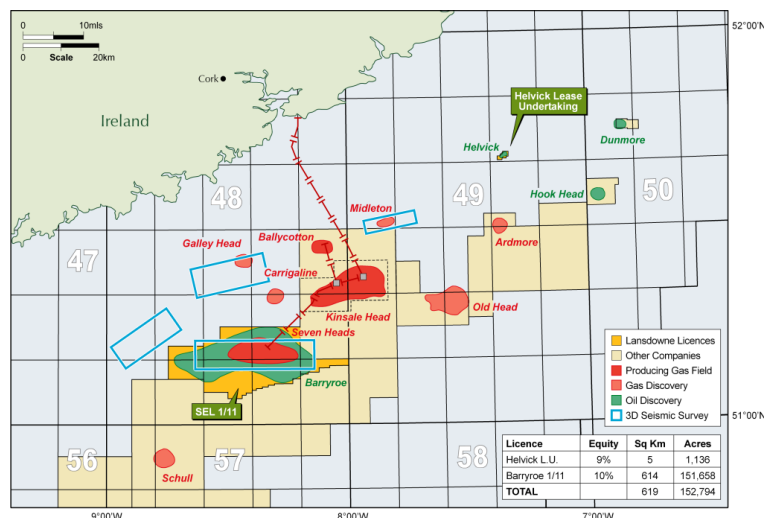 0 10mls
0 Scale 20km
52°00'N
Cork
Ireland
Helvick Lease
Undertaking
Helvick
Dunmore
48
49
50
Hook Head
Midleton
Ballycotton
Galley Head
Ardmore
47
Carrigaline
Kinsale Head
Old Head
Seven Heads
Barryroe
SEL 1/11
Lansdowne Licences
Other Companies
Producing Gas Field
Gas Discovery
Oil Discovery
3D Seismic Survey
51°00'N
56
57
58
Schull
Licence Equity Sq Km Acres
Helvick L.U. 9% 5 1,136
Barryroe 1/11 10% 614 151,658
TOTAL 619 152,794
9°00'W
8°00'W
7°00'W